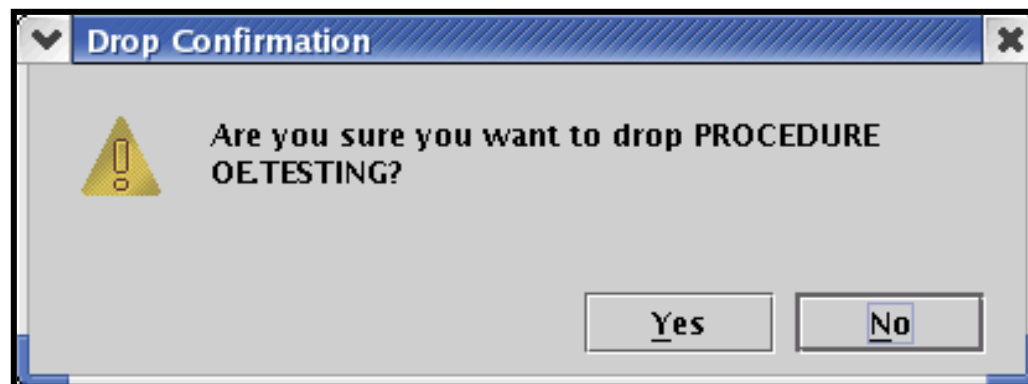 Drop Confirmation
Are you sure you want to drop PROCEDURE
OE.TESTING?
Yes No